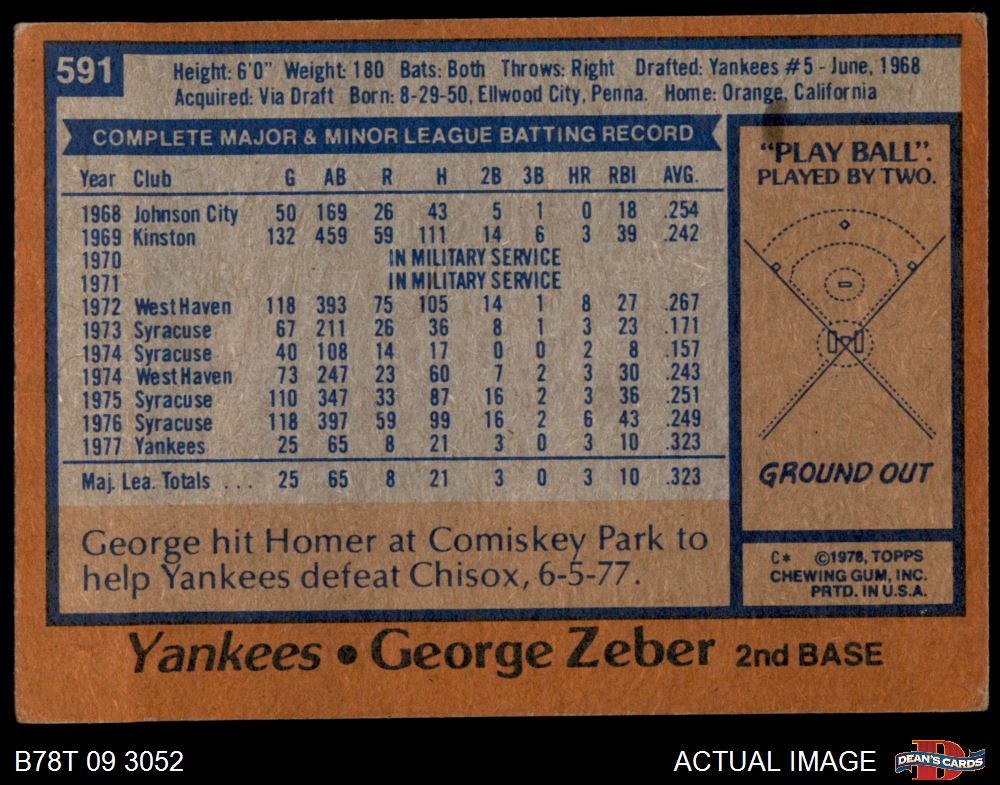 591
Height: 6'0" Weight: 180 Bats: Both Throws: Right Drafted: Yankees #5 - June, 1968
Acquired: Via Draft Born: 8-29-50, Ellwood City, Penna. Home: Orange, California
COMPLETE MAJOR & MINOR LEAGUE BATTING RECORD
Year Club G AB R H 2B 3B HR RBI AVG.
1968 Johnson City 50 169 26 43 5 1 0 18 .254
1969 Kinston 132 459 59 111 14 6 3 39 .242
1970 IN MILITARY SERVICE
1971 IN MILITARY SERVICE
1972 West Haven 118 393 75 105 14 1 8 27 .267
1973 Syracuse 67 211 26 36 8 1 3 23 .171
1974 Syracuse 40 108 14 17 0 0 2 8 .157
1974 West Haven 73 247 23 60 7 2 3 30 .243
1975 Syracuse 110 347 33 87 16 2 3 36 .251
1976 Syracuse 118 397 59 99 16 2 6 43 .249
1977 Yankees 25 65 8 21 3 0 3 10 .323
Maj. Lea. Totals ... 25 65 8 21 3 0 3 10 .323
George hit Homer at Comiskey Park to
help Yankees defeat Chisox, 6-5-77.
"PLAY BALL".
PLAYED BY TWO.
GROUND OUT
C* ©1978, TOPPS
CHEWING GUM, INC.
PRTD. IN U.S.A.
Yankees • George Zeber 2nd BASE
B78T 09 3052
ACTUAL IMAGE
D
DEAN'S CARDS